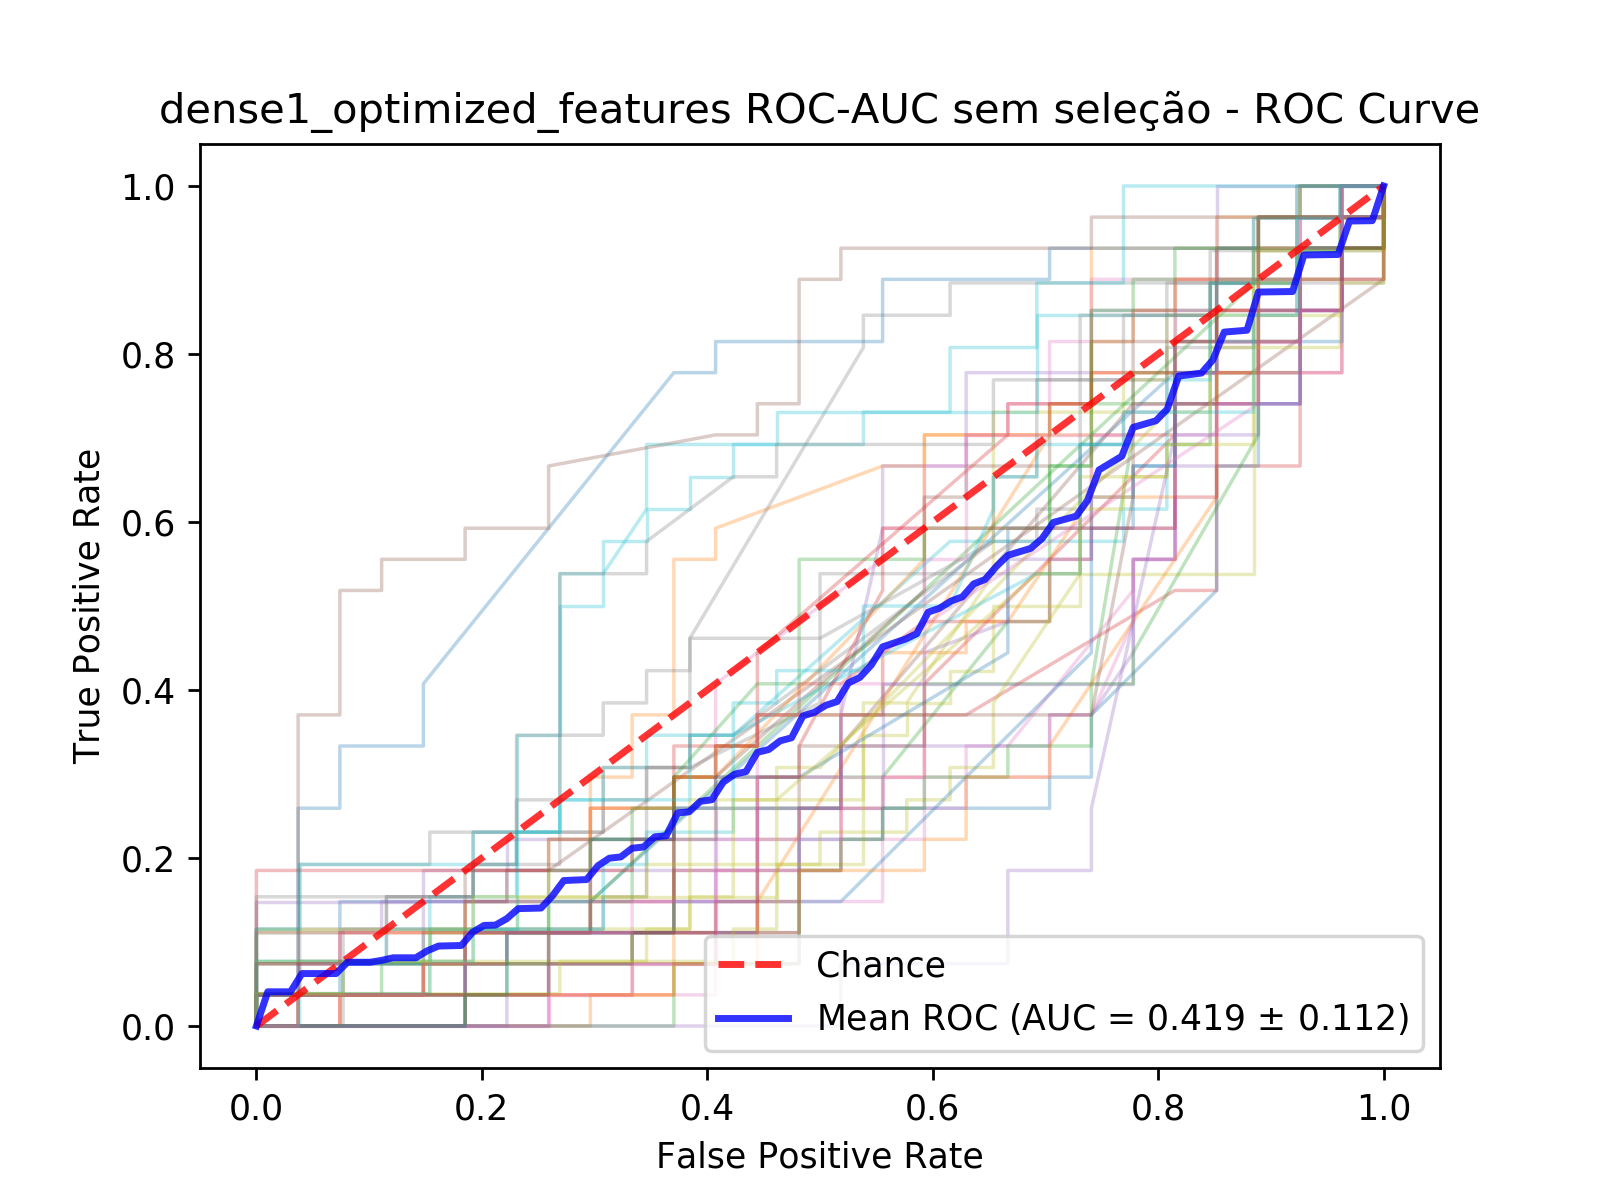 dense1_optimized_features ROC-AUC sem seleção - ROC Curve
True Positive Rate
1.0
0.8
0.6
0.4
0.2
0.0
Chance
Mean ROC (AUC = 0.419 ± 0.112)
0.0 0.2 0.4 0.6 0.8 1.0
False Positive Rate